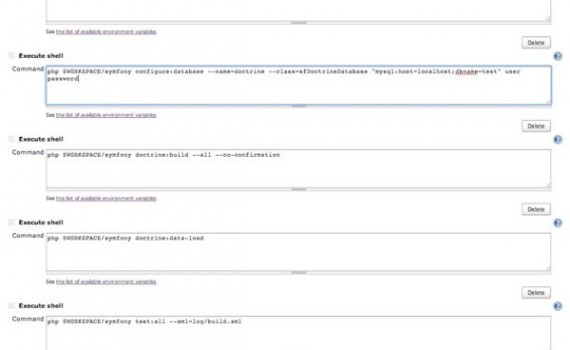 See the list of available environment variables
Delete
Execute shell
Command
php $WORKSPACE/symfony configure:database --name=doctrine --class=sfDoctrineDatabase 'mysql:host=localhost;dbname=test' user
password
See the list of available environment variables
Delete
Execute shell
Command
php $WORKSPACE/symfony doctrine:build --all --no-confirmation
See the list of available environment variables
Delete
Execute shell
Command
php $WORKSPACE/symfony doctrine:data-load
See the list of available environment variables
Delete
Execute shell
Command
php $WORKSPACE/symfony test:all --xml=log/build.xml